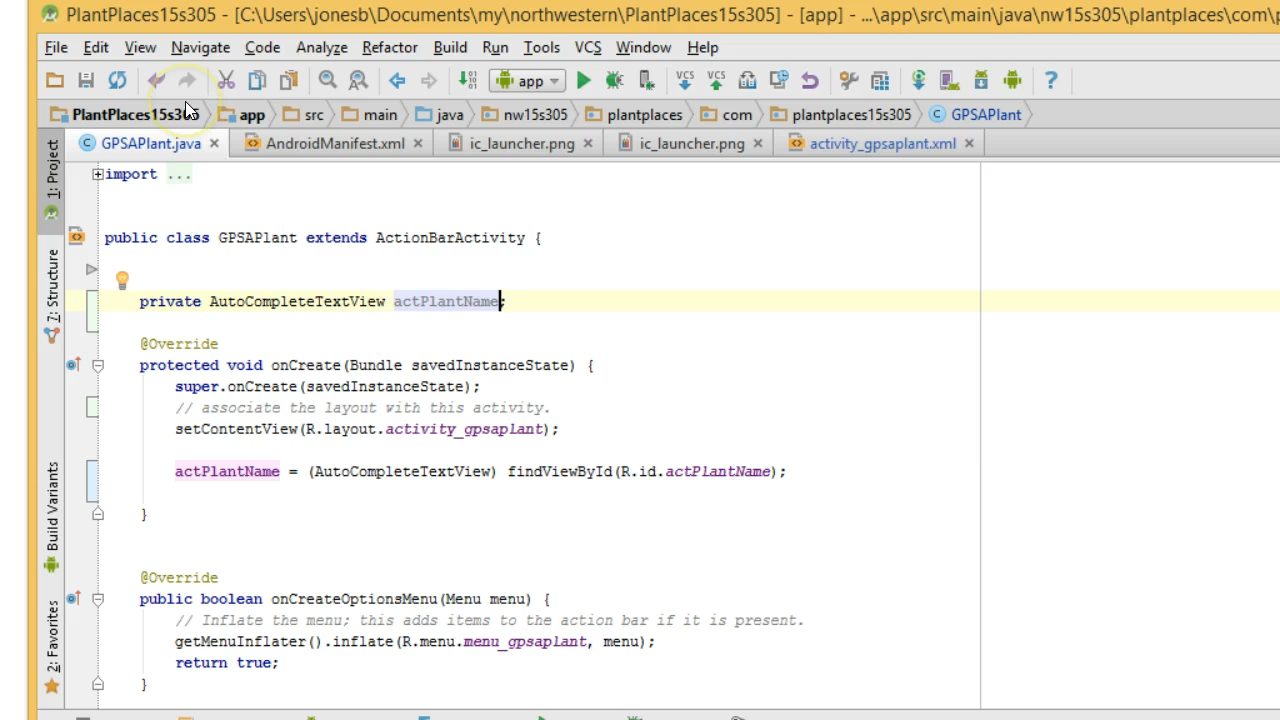 PlantPlaces15s305 - [C:\Users\jonesb\Documents\my\northwestern\PlantPlaces15s305] - [app] - ...\app\src\main\java\nw15s305\plantplaces\com\
File Edit View Navigate Code Analyze Refactor Build Run Tools VCS Window Help
app VCS VCS ?
PlantPlaces15s305 app src main java nw15s305 plantplaces com plantplaces15s305 GPSAPlant
GPSAPlant.java AndroidManifest.xml ic_launcher.png ic_launcher.png activity_gpsaplant.xml
1: Project
7: Structure
Build Variants
2: Favorites
import ...
public class GPSAPlant extends ActionBarActivity {
private AutoCompleteTextView actPlantName;
@Override
protected void onCreate(Bundle savedInstanceState) {
super.onCreate(savedInstanceState);
// associate the layout with this activity.
setContentView(R.layout.activity_gpsaplant);
actPlantName = (AutoCompleteTextView) findViewById(R.id.actPlantName);
}
@Override
public boolean onCreateOptionsMenu(Menu menu) {
// Inflate the menu; this adds items to the action bar if it is present.
getMenuInflater().inflate(R.menu.menu_gpsaplant, menu);
return true;
}